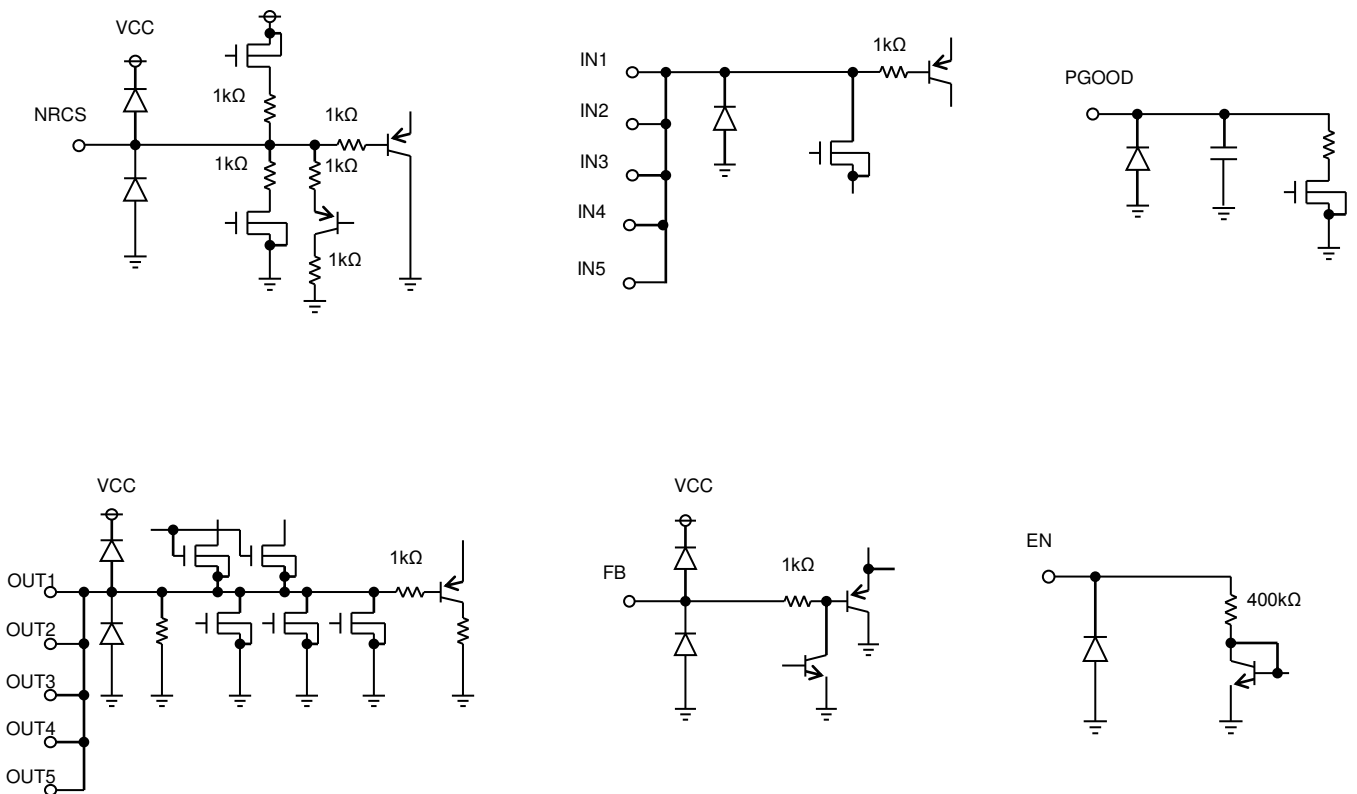 VCC
NRCS
1kΩ
1kΩ
1kΩ
1kΩ
1kΩ
IN1
IN2
IN3
IN4
IN5
1kΩ
PGOOD
VCC
OUT1
OUT2
OUT3
OUT4
OUT5
1kΩ
VCC
FB
1kΩ
EN
400kΩ